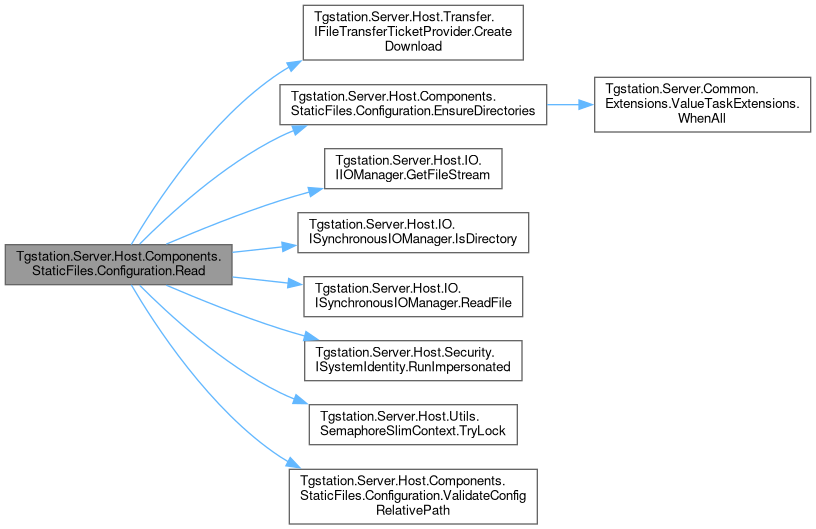 Tgstation.Server.Host.Transfer.
IFileTransferTicketProvider.Create
Download
Tgstation.Server.Host.Components.
StaticFiles.Configuration.EnsureDirectories
Tgstation.Server.Common.
Extensions.ValueTaskExtensions.
WhenAll
Tgstation.Server.Host.IO.
IIOManager.GetFileStream
Tgstation.Server.Host.IO.
ISynchronousIOManager.IsDirectory
Tgstation.Server.Host.Components.
StaticFiles.Configuration.Read
Tgstation.Server.Host.IO.
ISynchronousIOManager.ReadFile
Tgstation.Server.Host.Security.
ISystemIdentity.RunImpersonated
Tgstation.Server.Host.Utils.
SemaphoreSlimContext.TryLock
Tgstation.Server.Host.Components.
StaticFiles.Configuration.ValidateConfig
RelativePath